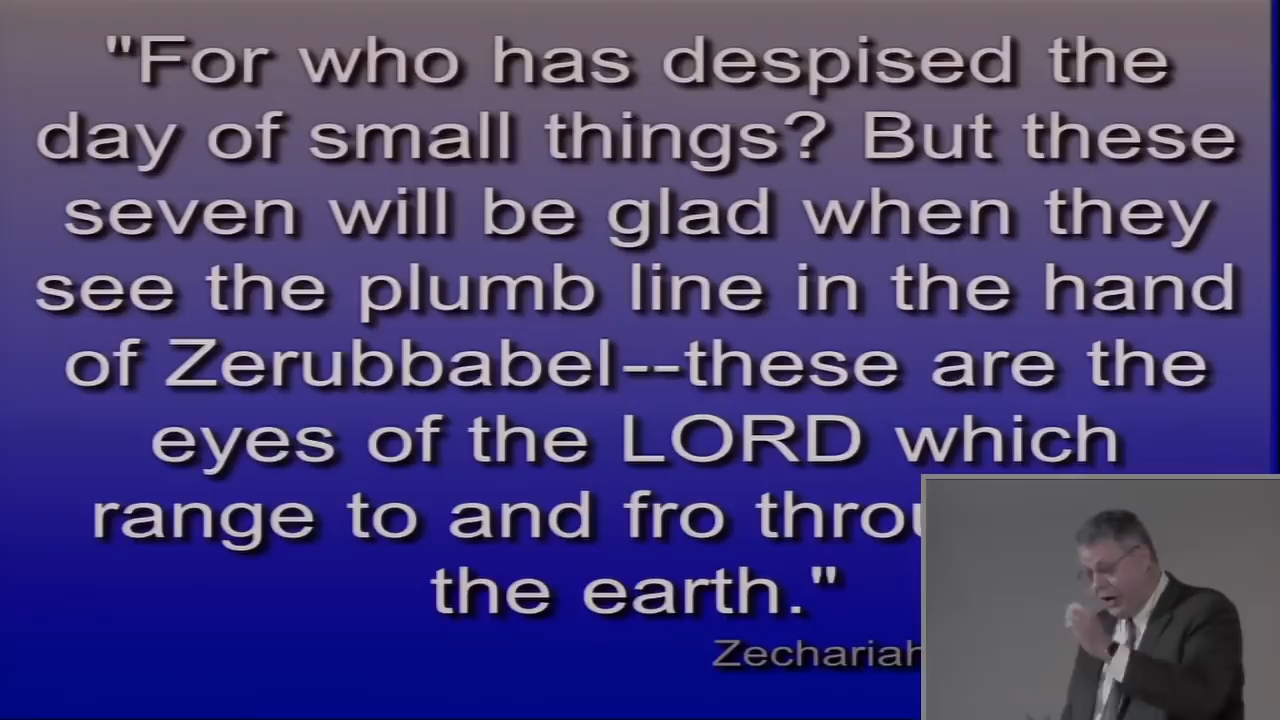 "For who has despised the
day of small things? But these
seven will be glad when they
see the plumb line in the hand
of Zerubbabel--these are the
eyes of the LORD which
range to and fro
the earth."
Zechariah